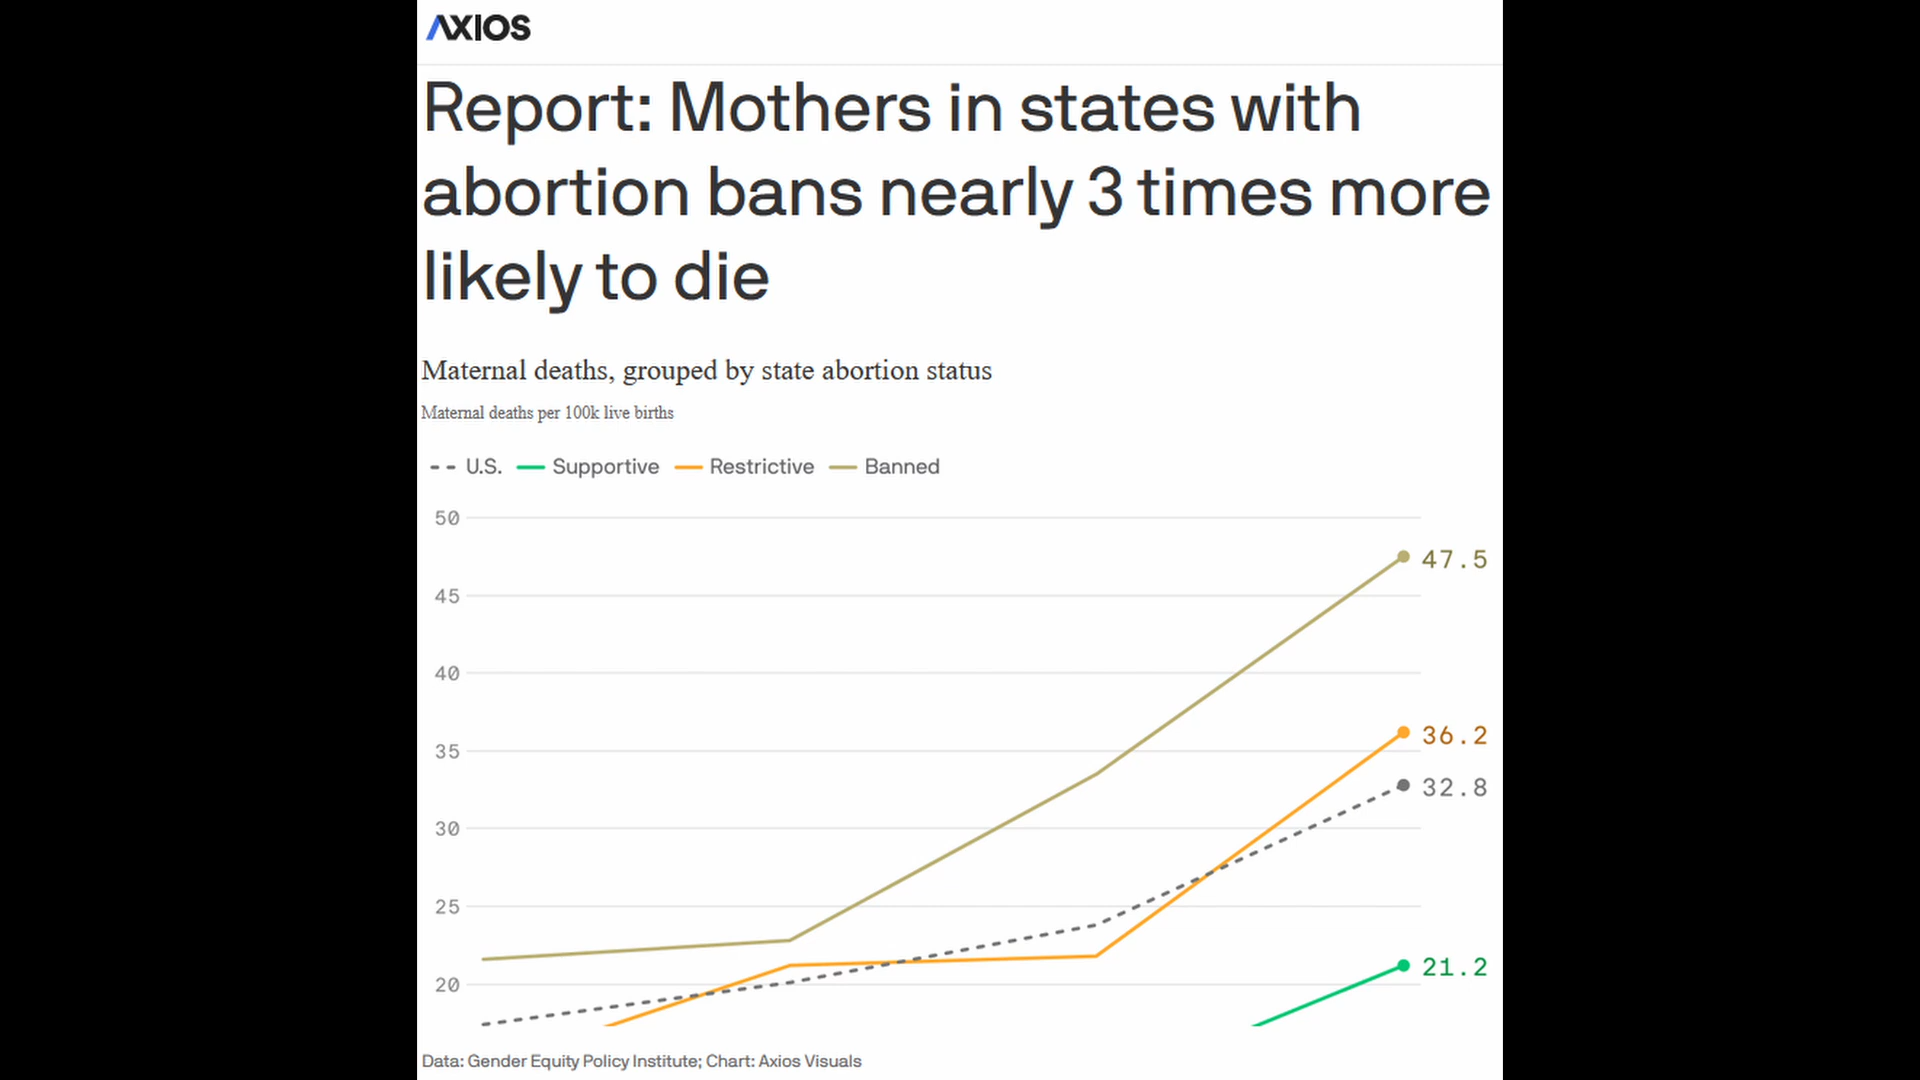 AXIOS
Report: Mothers in states with
abortion bans nearly 3 times more
likely to die
Maternal deaths, grouped by state abortion status
Maternal deaths per 100k live births
U.S. Supportive Restrictive Banned
50
47.5
45
40
36.2
35
32.8
30
25
21.2
20
Data: Gender Equity Policy Institute; Chart: Axios Visuals